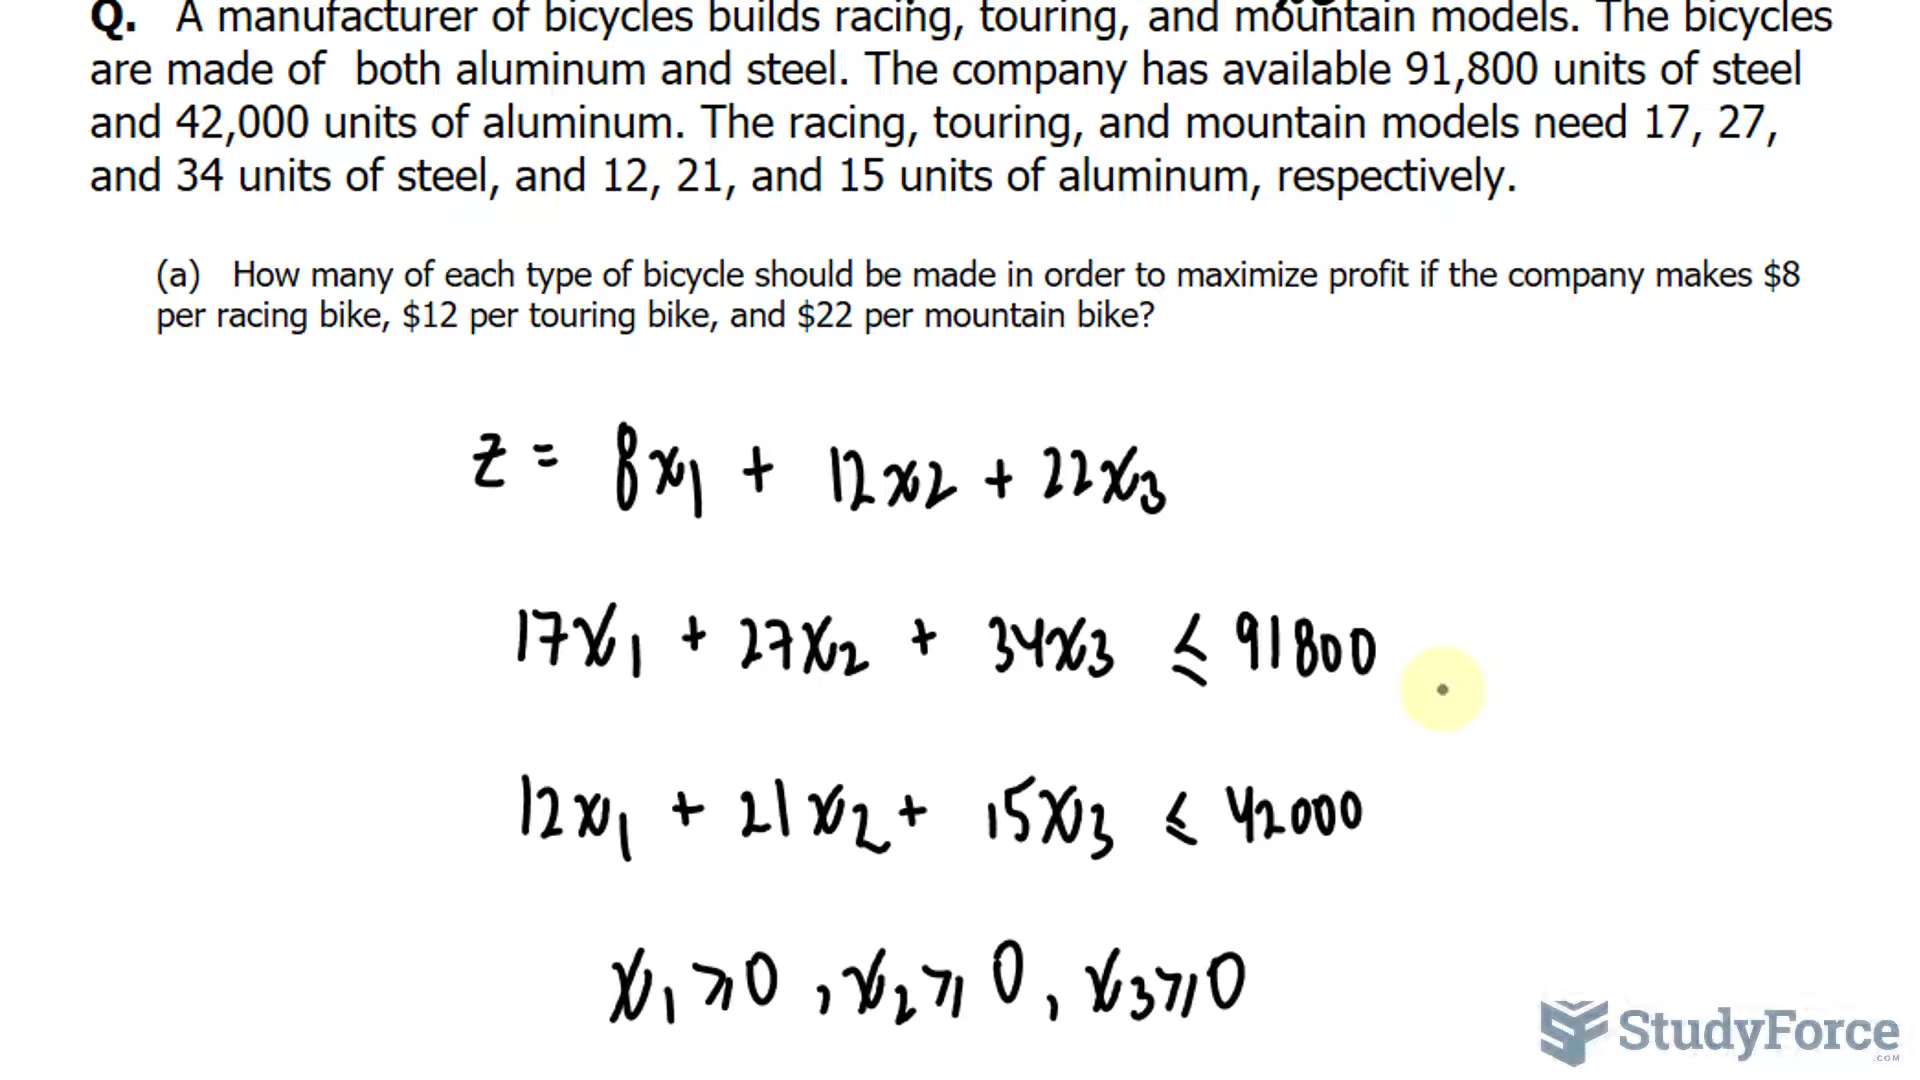 Q. A manufacturer of bicycles builds racing, touring, and mountain models. The bicycles
are made of both aluminum and steel. The company has available 91,800 units of steel
and 42,000 units of aluminum. The racing, touring, and mountain models need 17, 27,
and 34 units of steel, and 12, 21, and 15 units of aluminum, respectively.
(a) How many of each type of bicycle should be made in order to maximize profit if the company makes $8
per racing bike, $12 per touring bike, and $22 per mountain bike?
z = 8x₁ + 12x₂ + 22x₃
17x₁ + 27x₂ + 34x₃ ≤ 91800
12x₁ + 21x₂ + 15x₃ ≤ 42000
x₁ ≥ 0 , x₂ ≥ 0 , x₃ ≥ 0
StudyForce
.COM